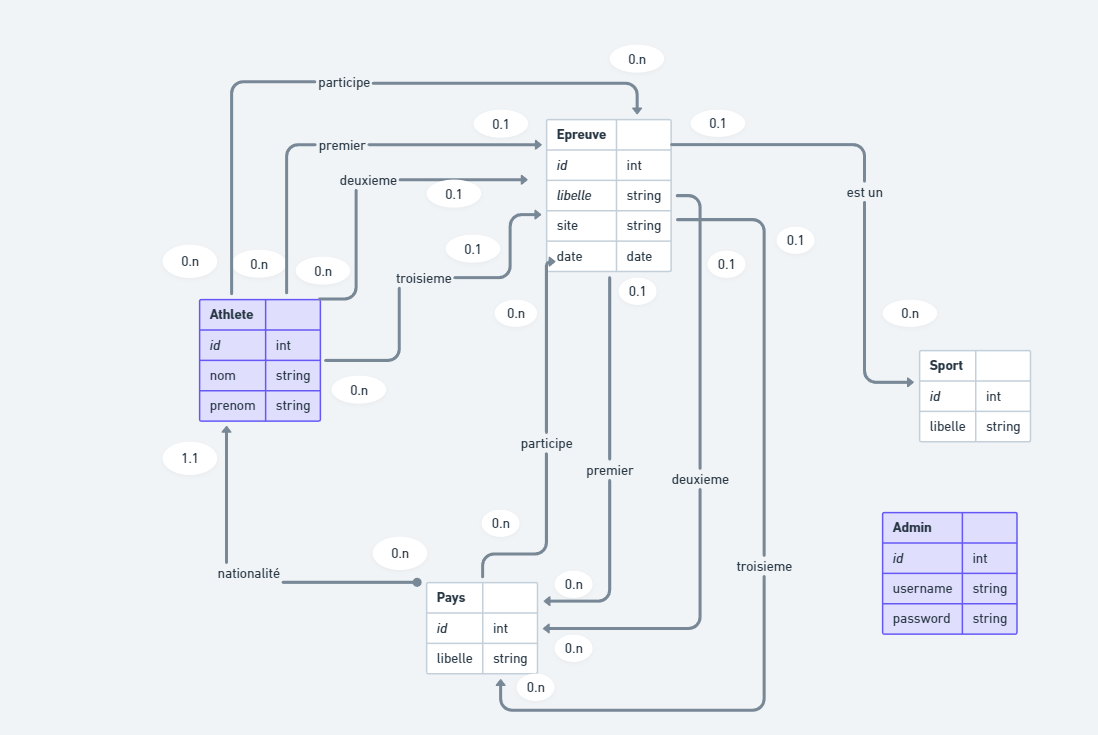 0.n
participe
0.1
0.1
premier
Epreuve
id int
libelle string
site string
date date
deuxieme
0.1
est un
0.n
0.n
0.n
0.1
troisieme
0.1
0.1
0.1
0.n
0.n
Athlete
id int
nom string
prenom string
0.n
Sport
id int
libelle string
participe
1.1
premier
deuxieme
0.n
0.n
nationalité
troisieme
0.n
Pays
id int
libelle string
0.n
0.n
Admin
id int
username string
password string